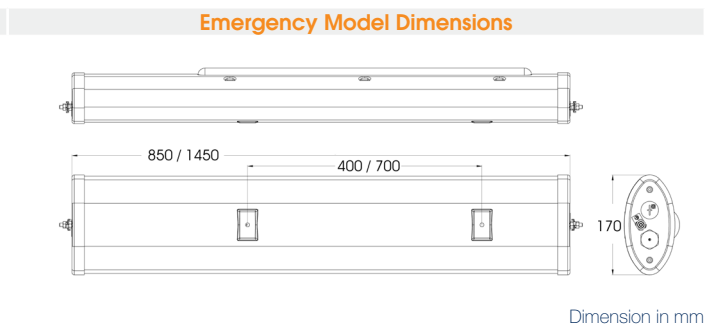 Emergency Model Dimensions
850 / 1450
400 / 700
170
Dimension in mm